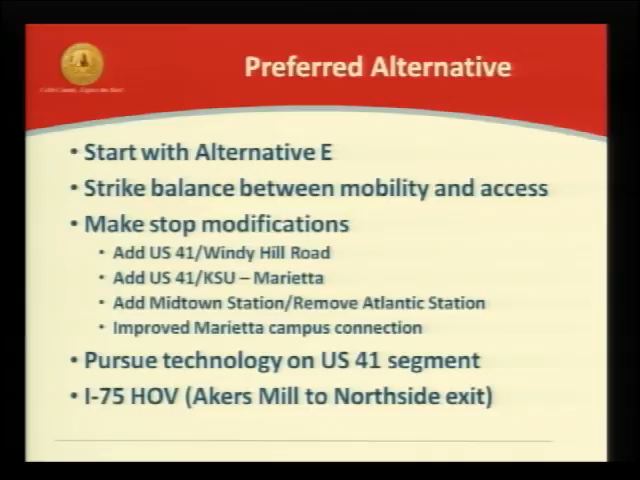 Preferred Alternative
• Start with Alternative E
• Strike balance between mobility and access
• Make stop modifications
• Add US 41/Windy Hill Road
• Add US 41/KSU – Marietta
• Add Midtown Station/Remove Atlantic Station
• Improved Marietta campus connection
• Pursue technology on US 41 segment
• I-75 HOV (Akers Mill to Northside exit)